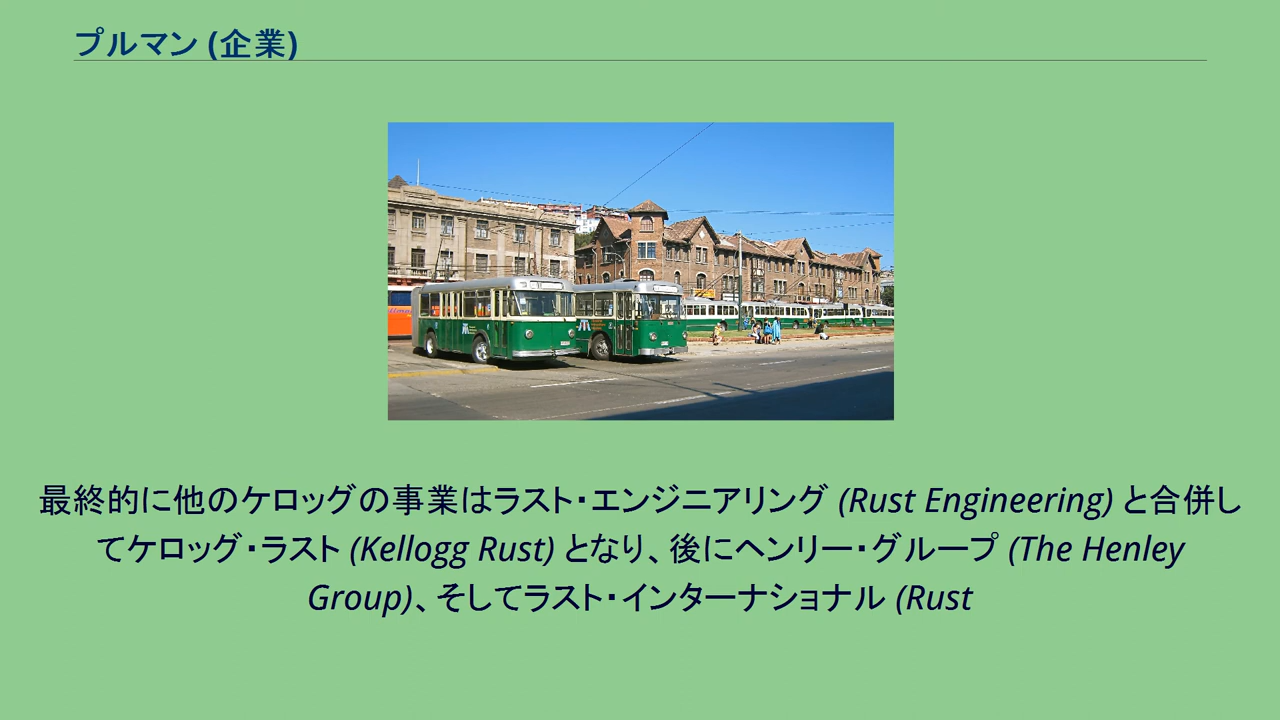 プルマン (企業)
最終的に他のケロッグの事業はラスト・エンジニアリング (Rust Engineering) と合併し
てケロッグ・ラスト (Kellogg Rust) となり、後にヘンリー・グループ (The Henley
Group)、そしてラスト・インターナショナル (Rust